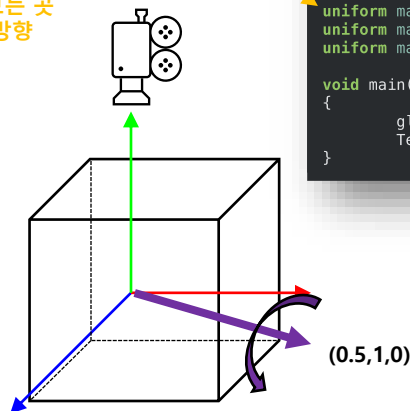 는 곳
방향
uniform ma
uniform ma
uniform ma
void main(
{
gl
Te
}
(0.5,1,0)